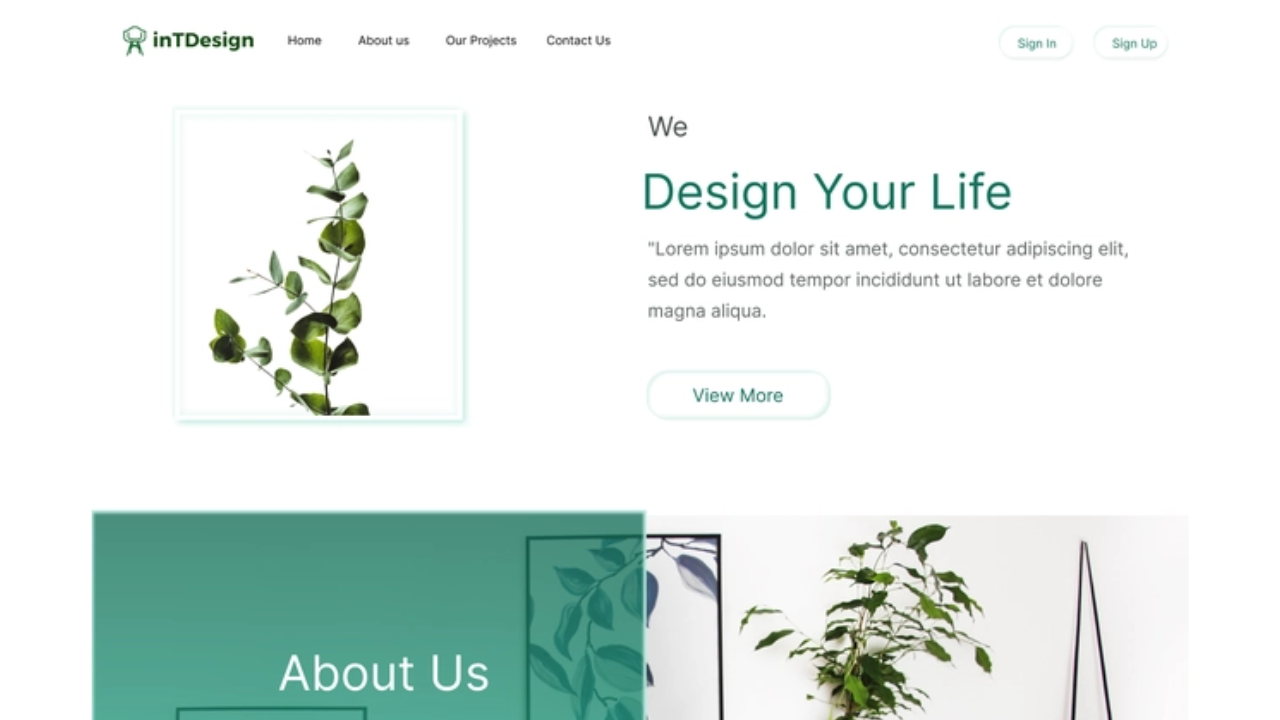 inTDesign
Home
About us
Our Projects
Contact Us
Sign In
Sign Up
We
Design Your Life
"Lorem ipsum dolor sit amet, consectetur adipiscing elit,
sed do eiusmod tempor incididunt ut labore et dolore
magna aliqua.
View More
About Us